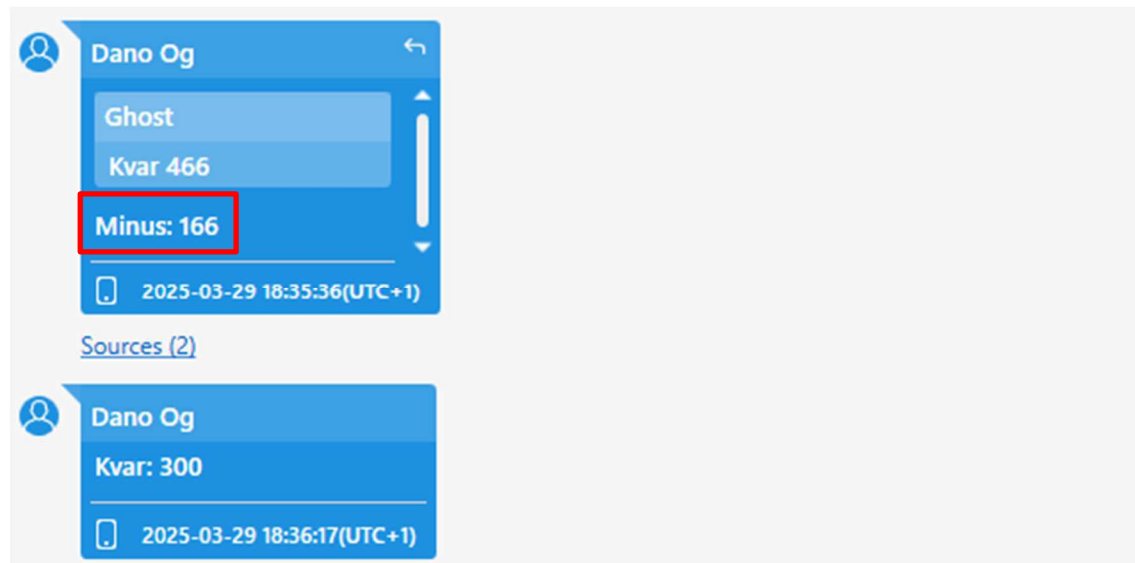 Dano Og
Ghost
Kvar 466
Minus: 166
2025-03-29 18:35:36(UTC+1)
Sources (2)
Dano Og
Kvar: 300
2025-03-29 18:36:17(UTC+1)